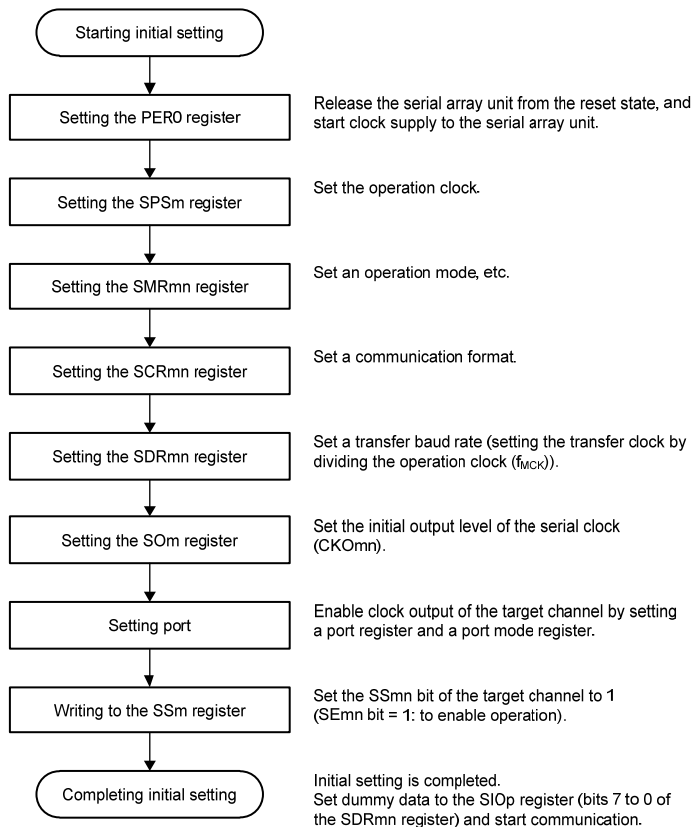 Starting initial setting
Setting the PER0 register
Release the serial array unit from the reset state, and
start clock supply to the serial array unit.
Setting the SPSm register
Set the operation clock.
Setting the SMRmn register
Set an operation mode, etc.
Setting the SCRmn register
Set a communication format.
Setting the SDRmn register
Set a transfer baud rate (setting the transfer clock by
dividing the operation clock (fMCK)).
Setting the SOm register
Set the initial output level of the serial clock
(CKOmn).
Setting port
Enable clock output of the target channel by setting
a port register and a port mode register.
Writing to the SSm register
Set the SSmn bit of the target channel to 1
(SEmn bit = 1: to enable operation).
Completing initial setting
Initial setting is completed.
Set dummy data to the SIOp register (bits 7 to 0 of
the SDRmn register) and start communication.